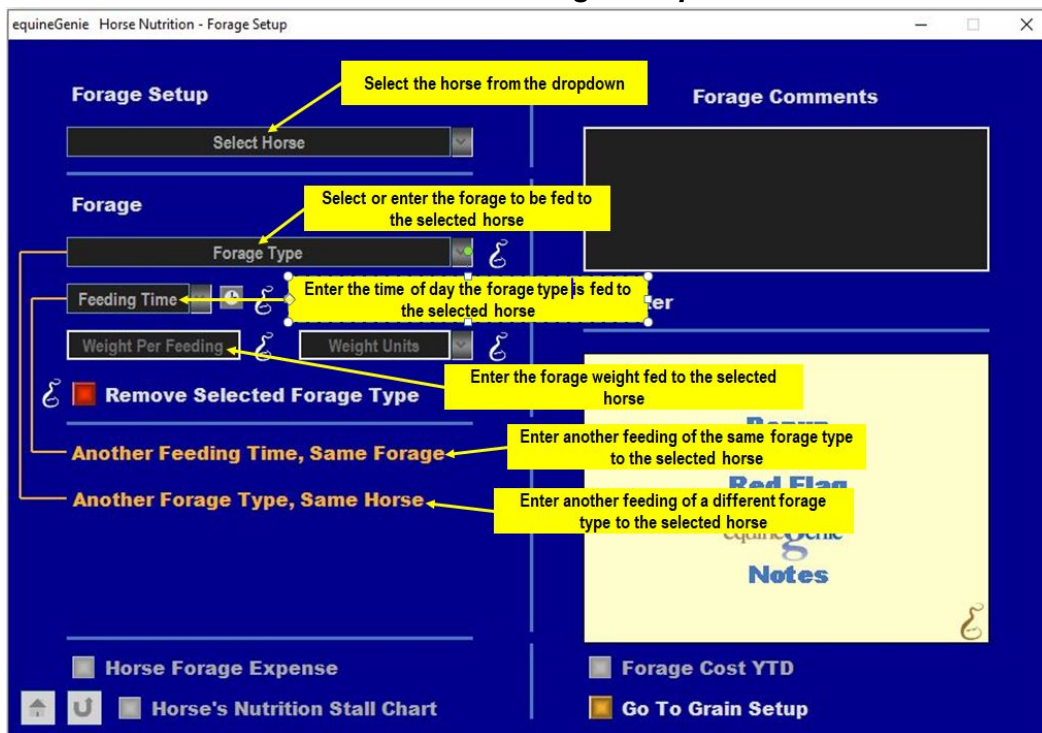 equineGenie Horse Nutrition - Forage Setup
Forage Setup
Select the horse from the dropdown
Forage Comments
Select Horse
Forage
Select or enter the forage to be fed to
the selected horse
Forage Type
Feeding Time
Enter the time of day the forage type is fed to
the selected horse
Weight Per Feeding
Weight Units
Enter the forage weight fed to the selected
horse
Remove Selected Forage Type
Another Feeding Time, Same Forage
Enter another feeding of the same forage type
to the selected horse
Red Flag
Another Forage Type, Same Horse
Enter another feeding of a different forage
type to the selected horse
equinegenie
Notes
Horse Forage Expense
Forage Cost YTD
Horse's Nutrition Stall Chart
Go To Grain Setup